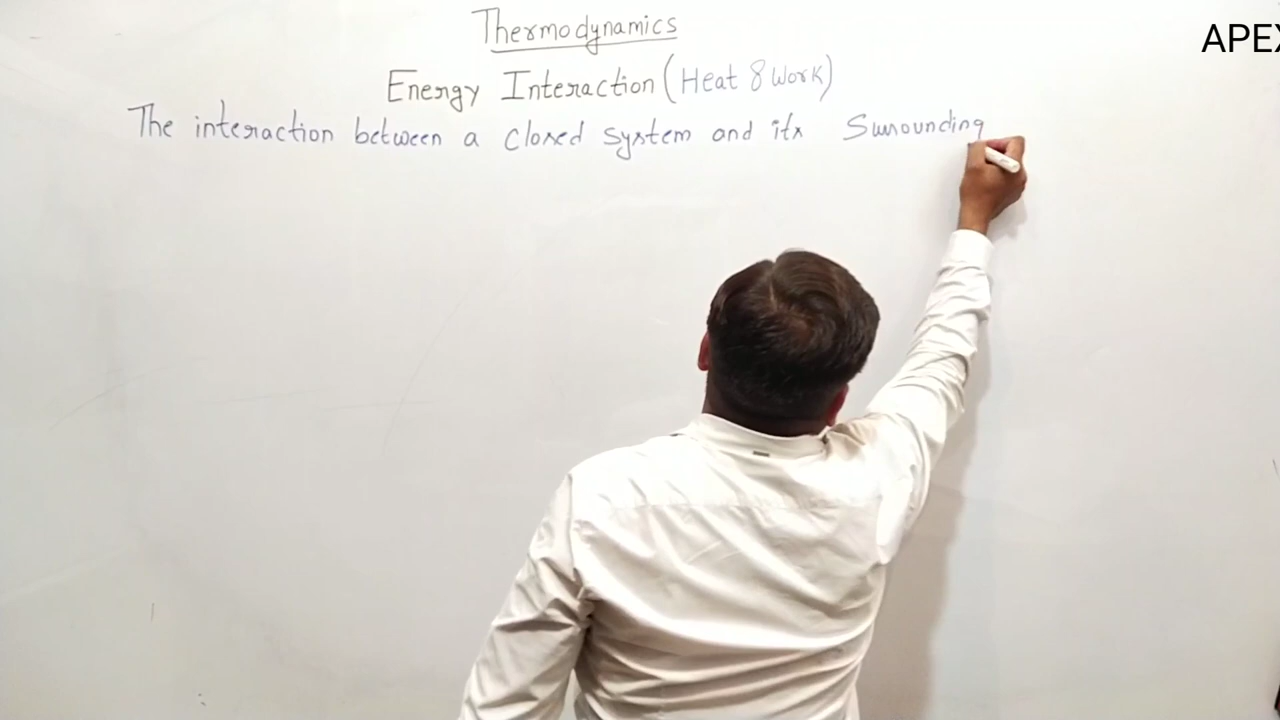 Thermodynamics
Energy Interaction (Heat & Work)
The interaction between a closed system and its Surrounding
APEX